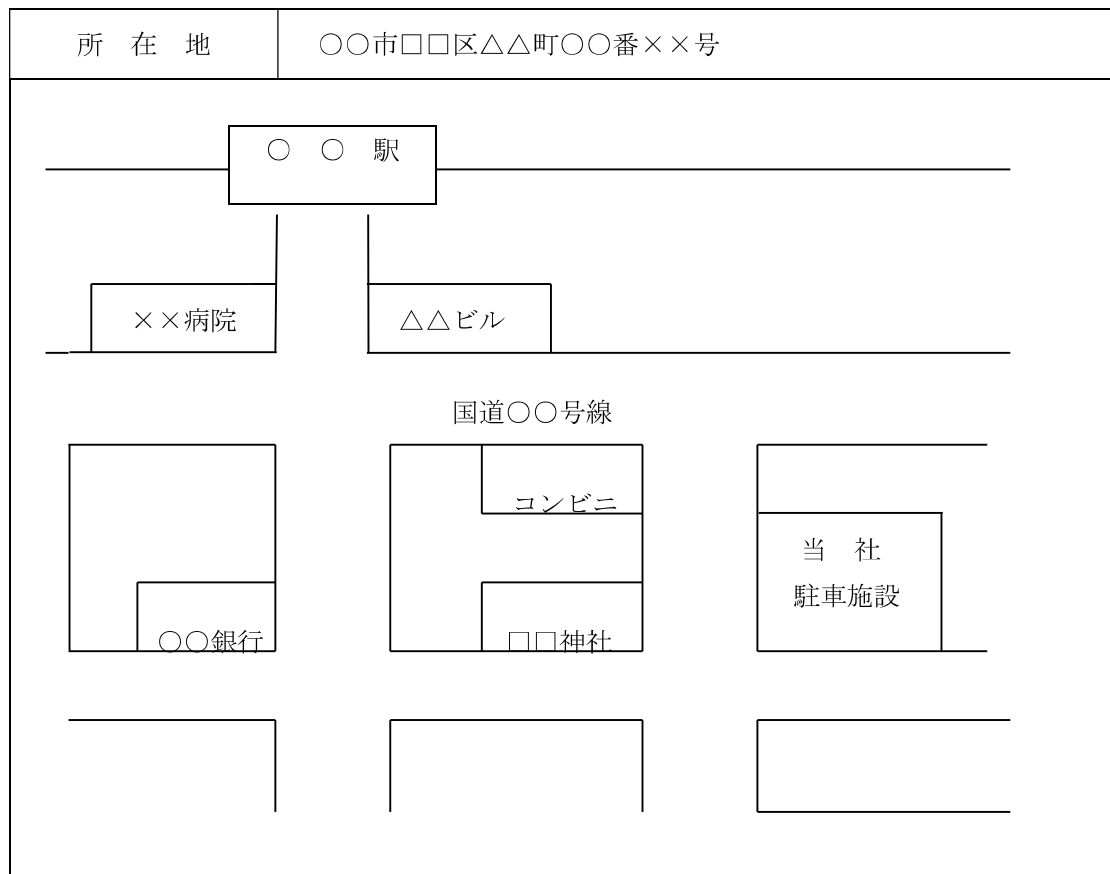 所 在 地 ○○市□□区△△町○○番××号
○ ○ 駅
××病院 △△ビル
国道○○号線
コンビニ
当 社
駐車施設
○○銀行 □□神社